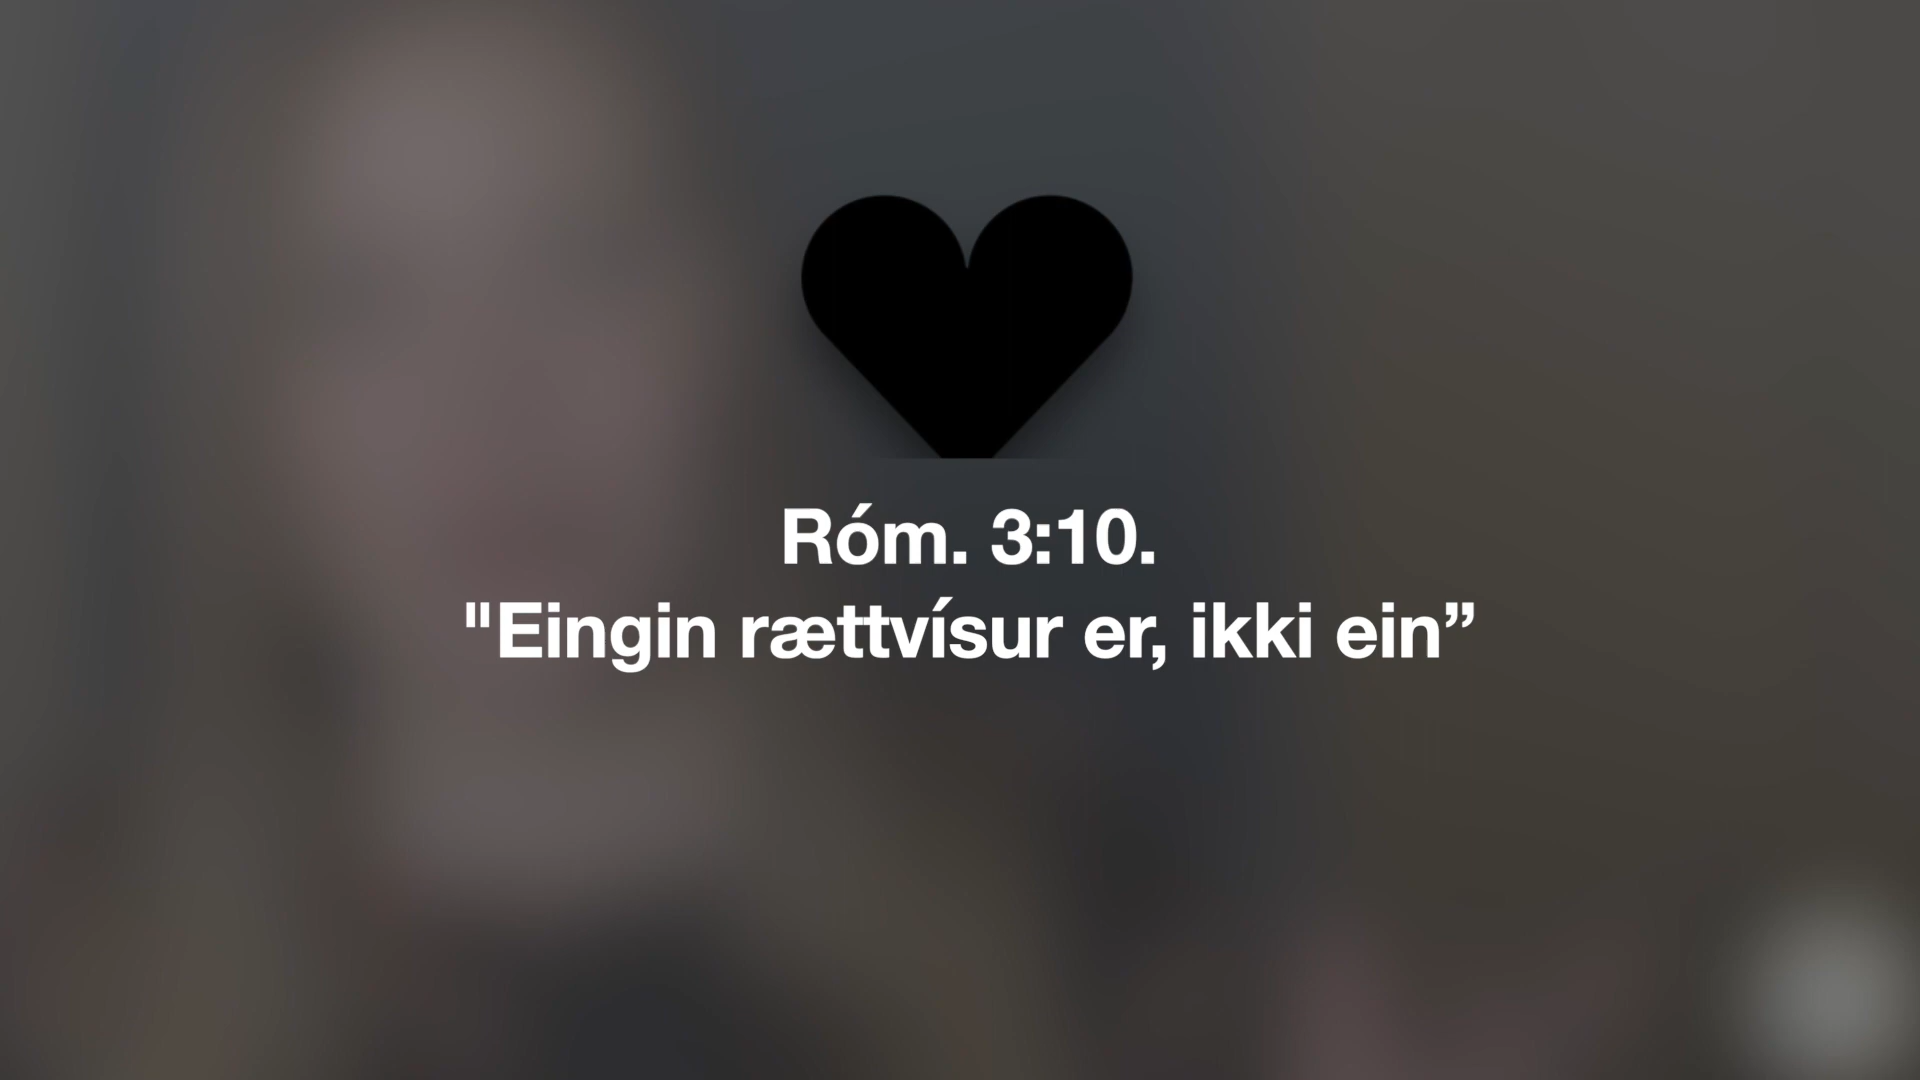 Róm. 3:10.
"Eingin rættvísur er, ikki ein”